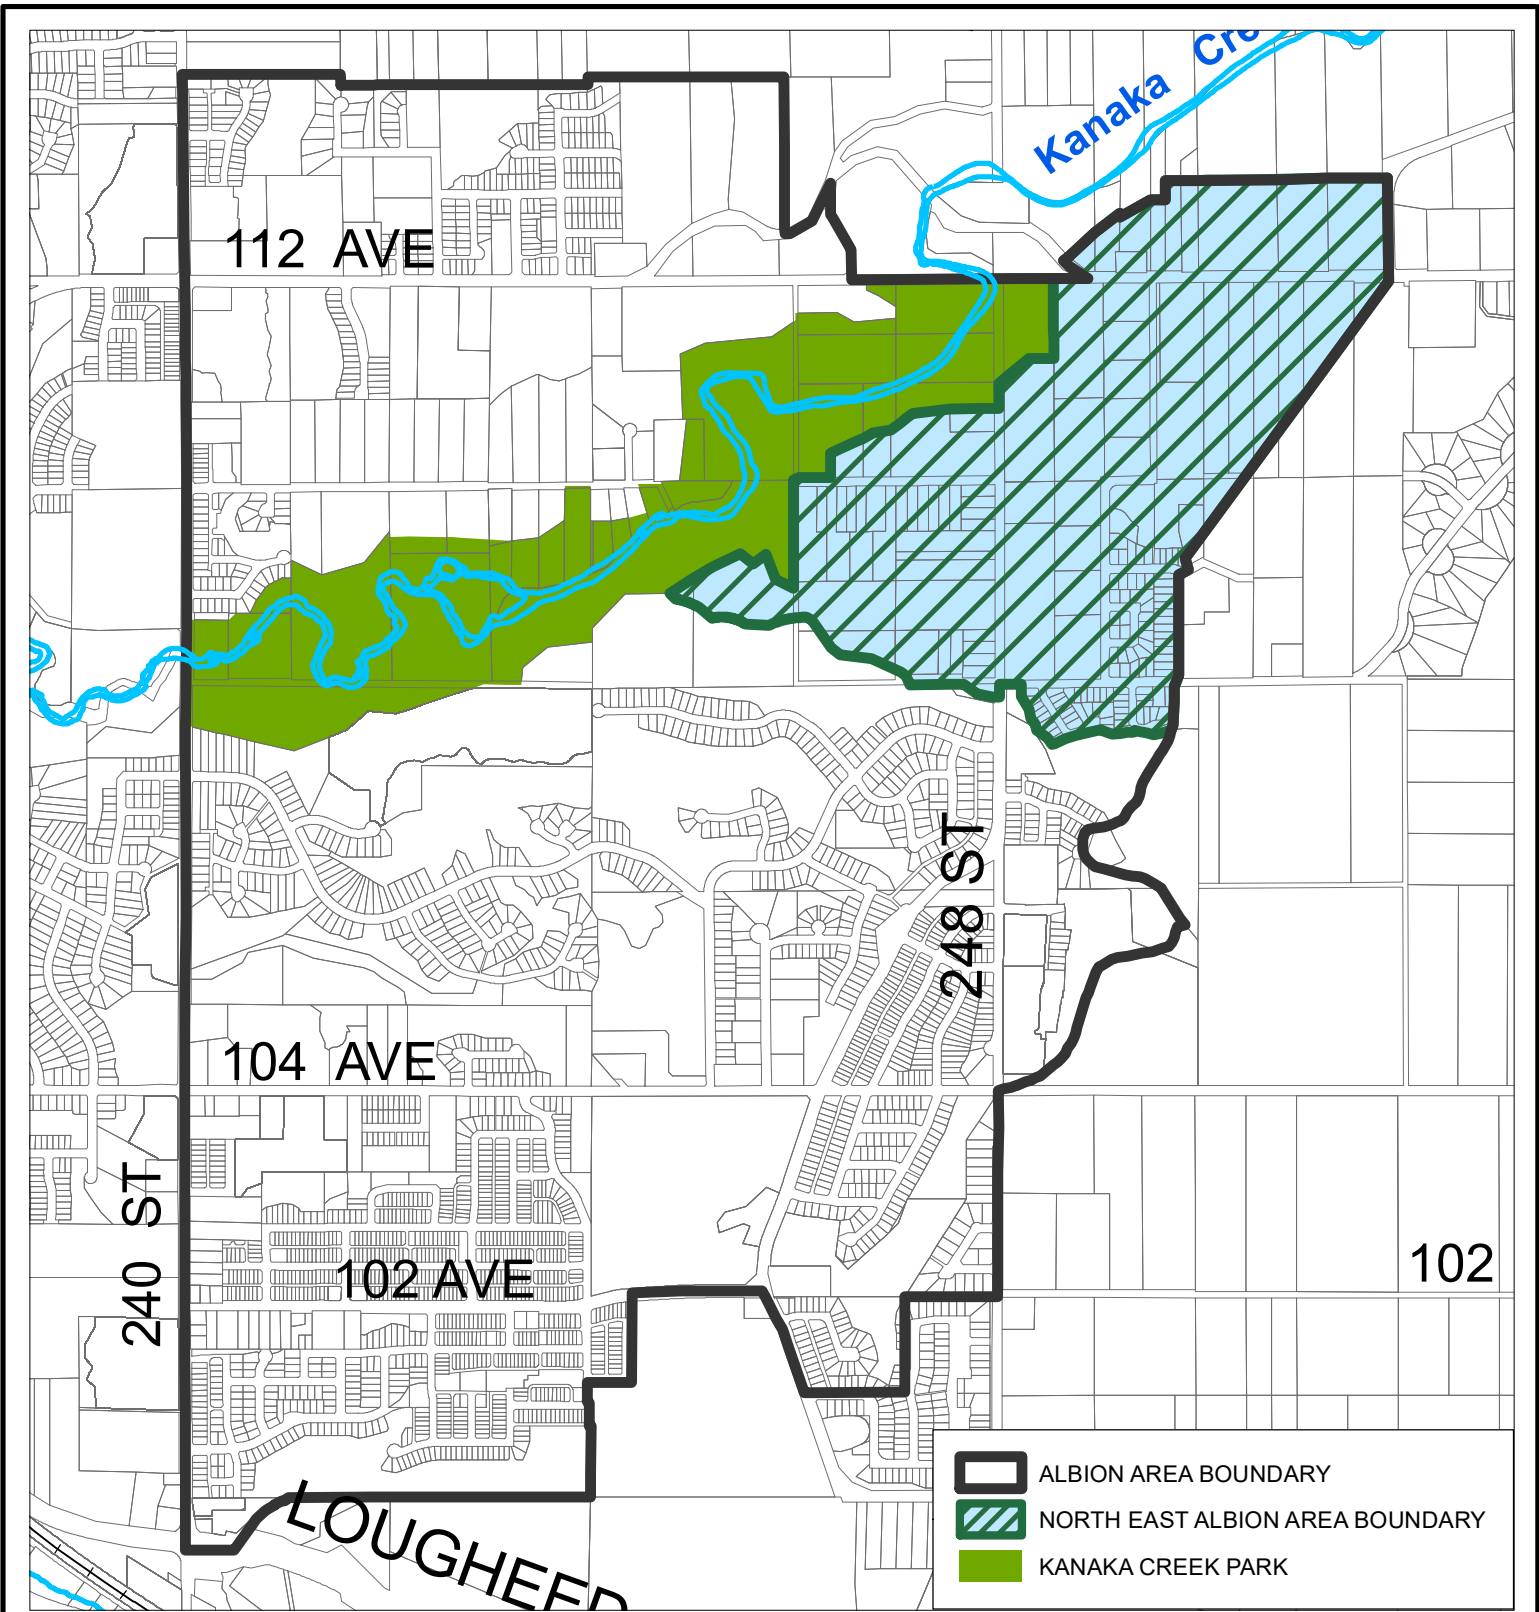 Kanaka Cre
112 AVE
248 ST
104 AVE
240 ST
102 AVE
102
LOUGHEED
ALBION AREA BOUNDARY
NORTH EAST ALBION AREA BOUNDARY
KANAKA CREEK PARK